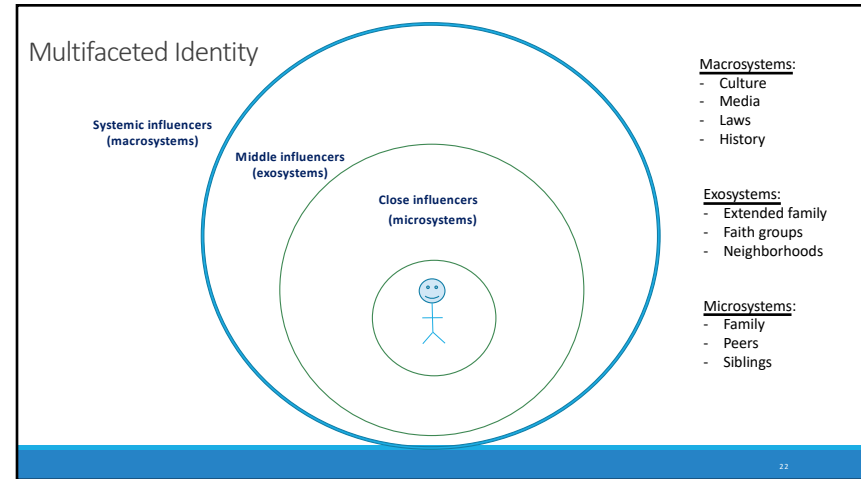 Multifaceted Identity
Systemic influencers
(macrosystems)
Middle influencers
(exosystems)
Close influencers
(microsystems)
Macrosystems:
- Culture
- Media
- Laws
- History
Exosystems:
- Extended family
- Faith groups
- Neighborhoods
Microsystems:
- Family
- Peers
- Siblings
22